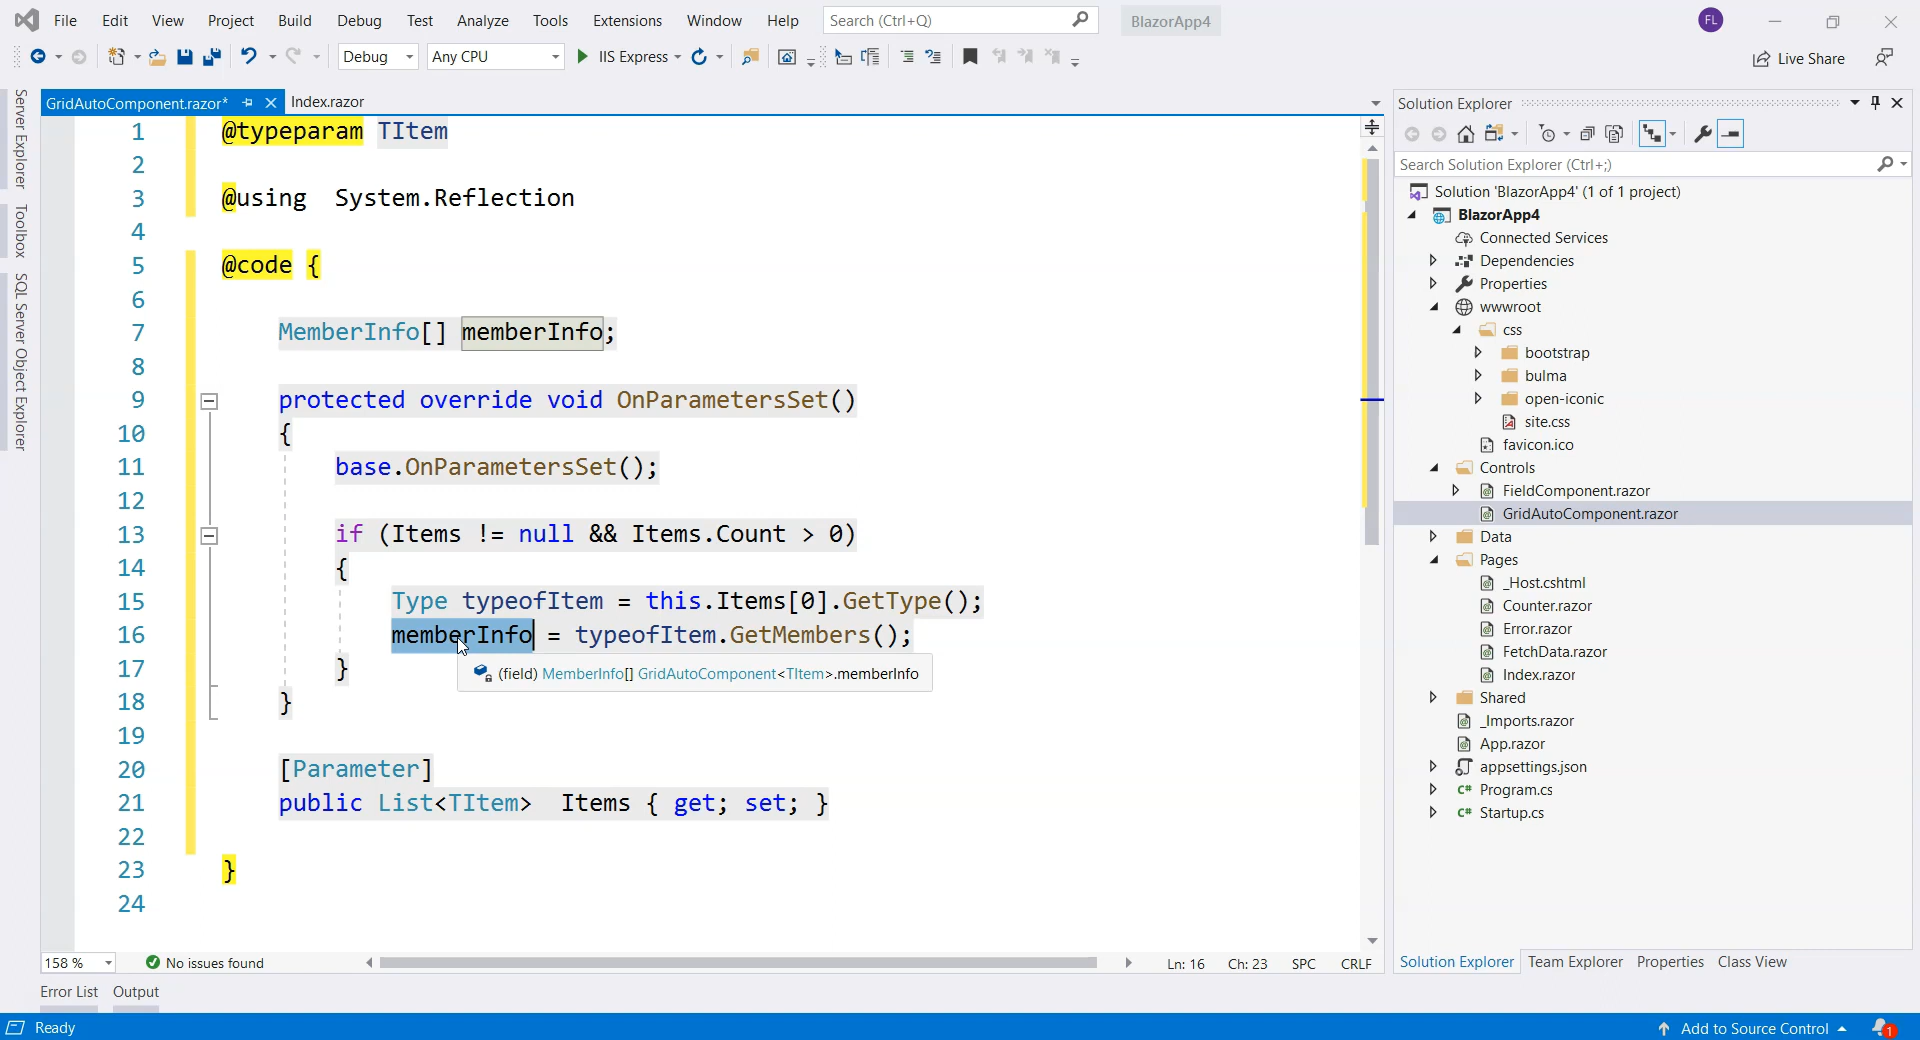 File Edit View Project Build Debug Test Analyze Tools Extensions Window Help Search (Ctrl+Q) BlazorApp4 FL
Debug Any CPU IIS Express Live Share
Server Explorer
Toolbox
SQL Server Object Explorer
GridAutoComponent.razor* Index.razor
1 @typeparam TItem
2
3 @using System.Reflection
4
5 @code {
6
7 MemberInfo[] memberInfo;
8
9 protected override void OnParametersSet()
10 {
11 base.OnParametersSet();
12
13 if (Items != null && Items.Count > 0)
14 {
15 Type typeofItem = this.Items[0].GetType();
16 memberInfo = typeofItem.GetMembers();
17 }
(field) MemberInfo[] GridAutoComponent<TItem>.memberInfo
18 }
19
20 [Parameter]
21 public List<TItem> Items { get; set; }
22
23 }
24
158 % No issues found Ln: 16 Ch: 23 SPC CRLF
Solution Explorer
Search Solution Explorer (Ctrl+;)
Solution 'BlazorApp4' (1 of 1 project)
BlazorApp4
Connected Services
Dependencies
Properties
wwwroot
css
bootstrap
bulma
open-iconic
site.css
favicon.ico
Controls
FieldComponent.razor
GridAutoComponent.razor
Data
Pages
_Host.cshtml
Counter.razor
Error.razor
FetchData.razor
Index.razor
Shared
_Imports.razor
App.razor
appsettings.json
C# Program.cs
C# Startup.cs
Solution Explorer Team Explorer Properties Class View
Error List Output
Ready Add to Source Control 1